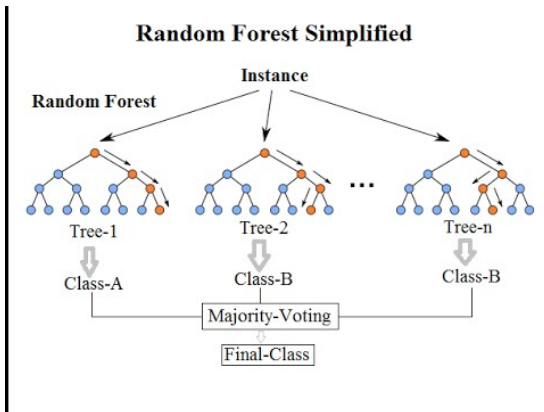 Random Forest Simplified
Instance
Random Forest
...
Tree-1
Tree-2
Tree-n
Class-A
Class-B
Class-B
Majority-Voting
Final-Class